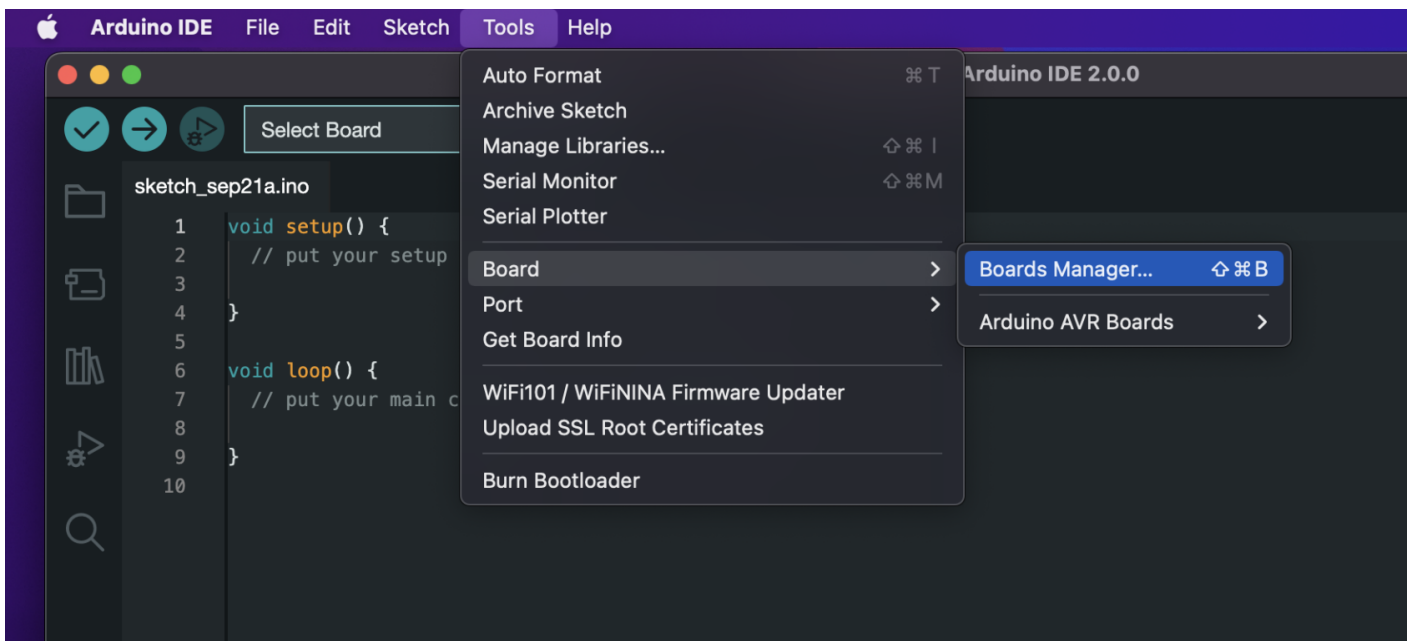 Arduino IDE File Edit Sketch Tools Help
Arduino IDE 2.0.0
Select Board
sketch_sep21a.ino
1 void setup() {
2 // put your setup
3
4 }
5
6 void loop() {
7 // put your main c
8
9 }
10
Auto Format ⌘ T
Archive Sketch
Manage Libraries... ⇧ ⌘ I
Serial Monitor ⇧ ⌘ M
Serial Plotter
Board >
Port >
Get Board Info
WiFi101 / WiFiNINA Firmware Updater
Upload SSL Root Certificates
Burn Bootloader
Boards Manager... ⇧ ⌘ B
Arduino AVR Boards >